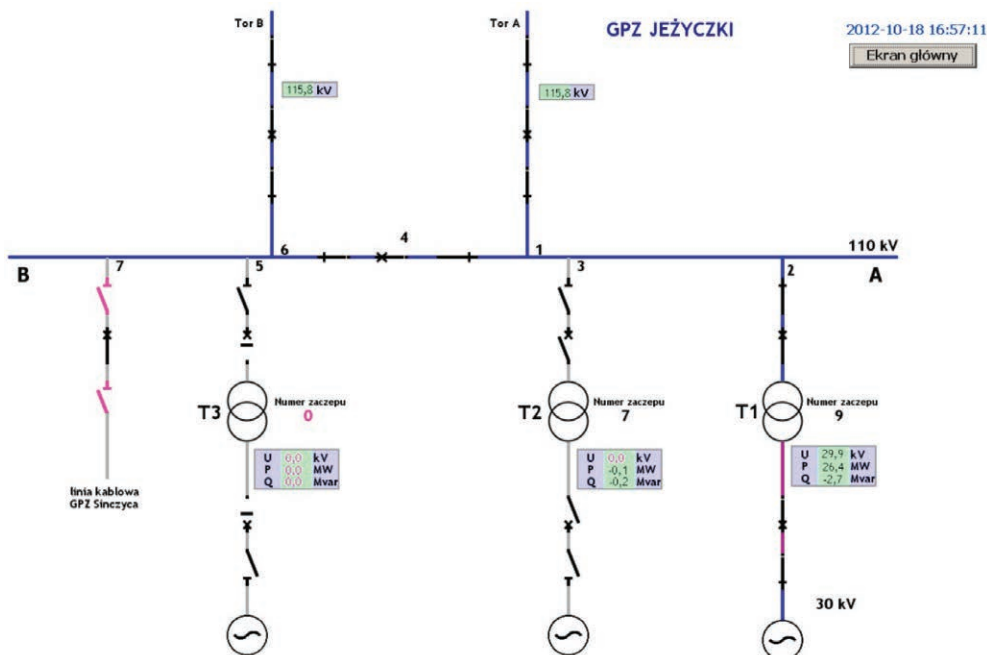 Tor B
Tor A
GPZ JEŻYCZKI
2012-10-18 16:57:11
Ekran główny
115,8 kV
115,8 kV
4
6
1
110 kV
B
7
5
3
2
A
T3
Numer zaczepu
0
T2
Numer zaczepu
7
T1
Numer zaczepu
9
U 0,0 kV
P 0,0 MW
Q 0,0 Mvar
U 0,0 kV
P -0,1 MW
Q -0,2 Mvar
U 29,9 kV
P 26,4 MW
Q -2,7 Mvar
linia kablowa
GPZ Sinczyca
30 kV